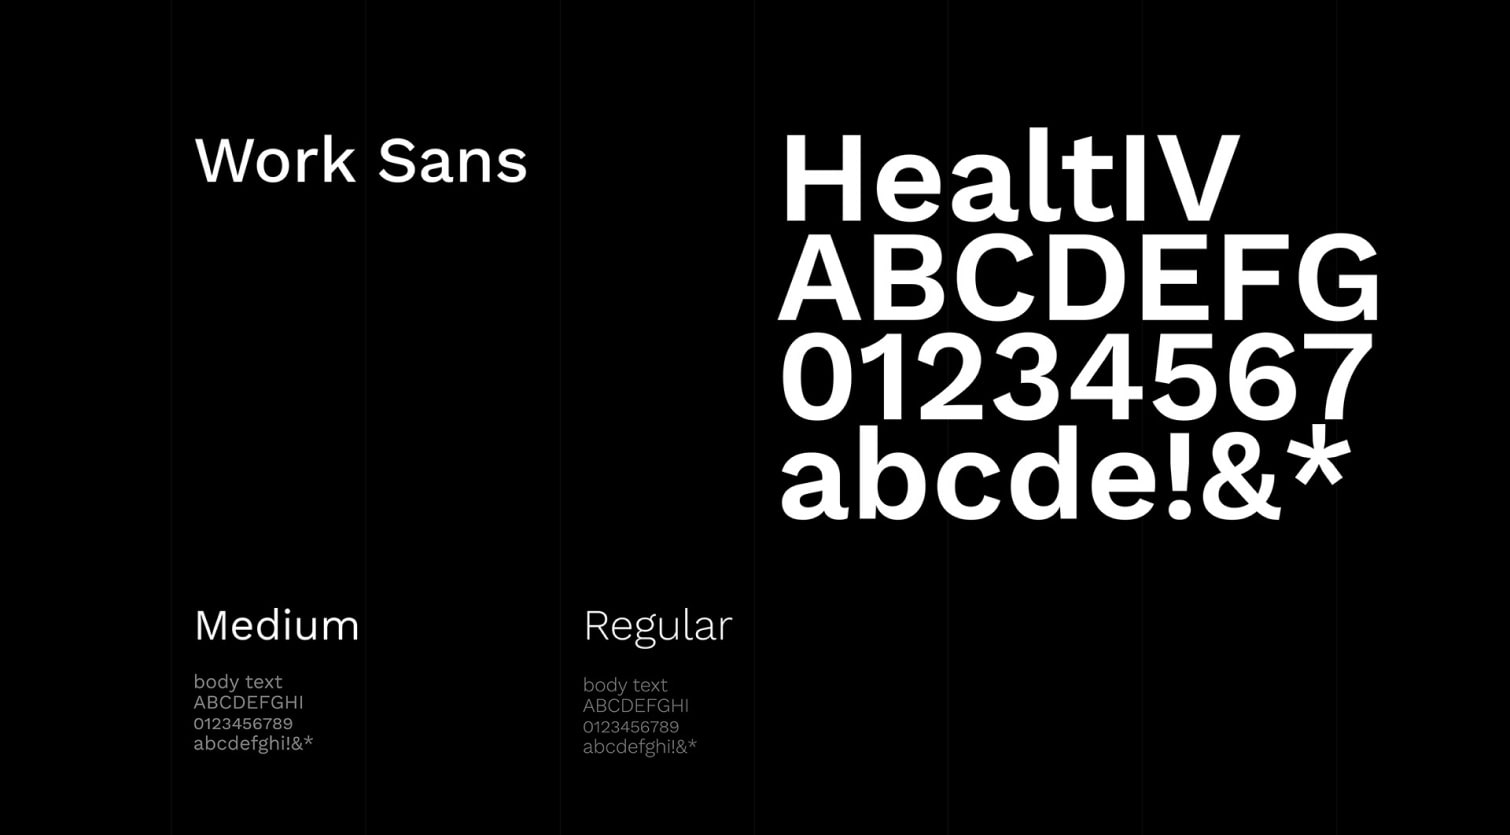 Work Sans
HealtIV
ABCDEFG
01234567
abcde!&*
Medium
body text
ABCDEFGHI
0123456789
abcdefghi!&*
Regular
body text
ABCDEFGHI
0123456789
abcdefghi!&*